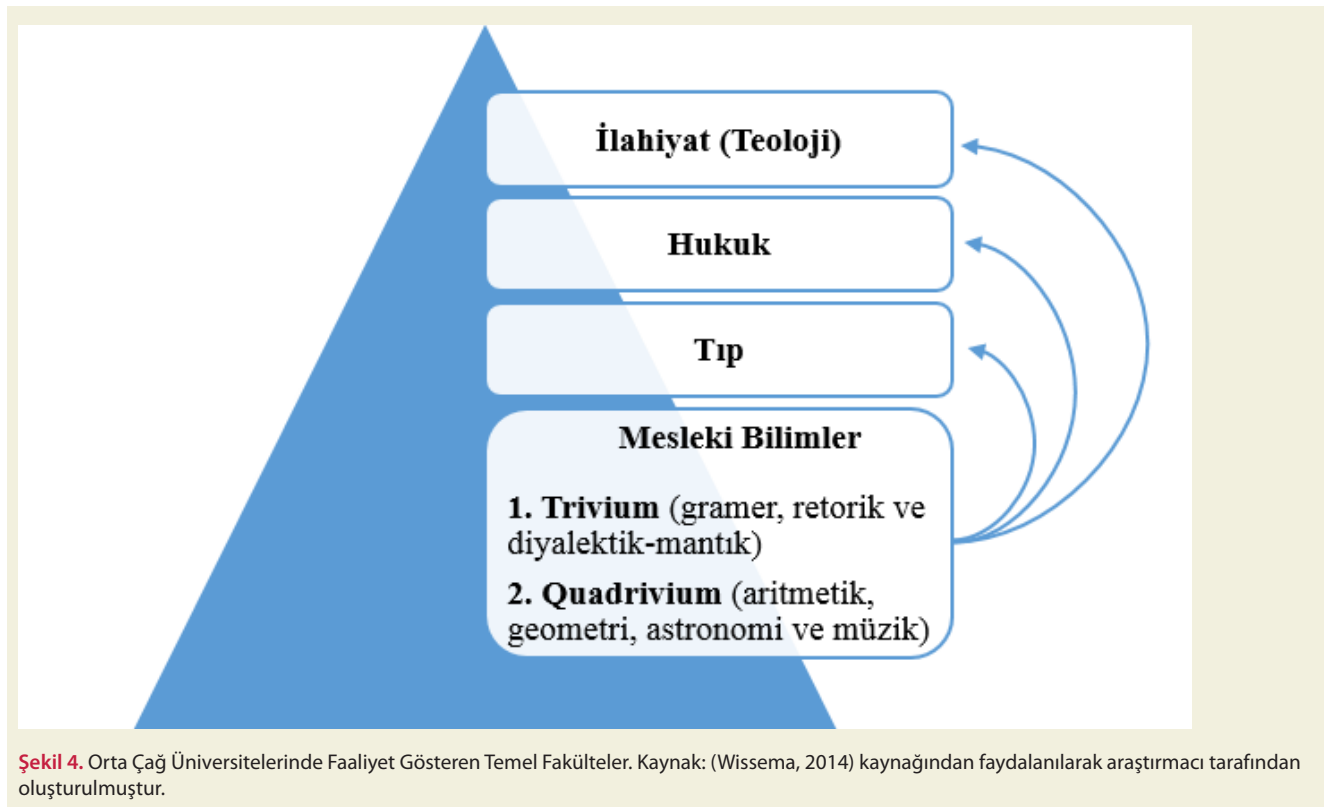 İlahiyat (Teoloji)
Hukuk
Tıp
Mesleki Bilimler
1. Trivium (gramer, retorik ve
diyalektik-mantık)
2. Quadrivium (aritmetik,
geometri, astronomi ve müzik)
Şekil 4. Orta Çağ Üniversitelerinde Faaliyet Gösteren Temel Fakülteler. Kaynak: (Wissema, 2014) kaynağından faydalanılarak araştırmacı tarafından
oluşturulmuştur.